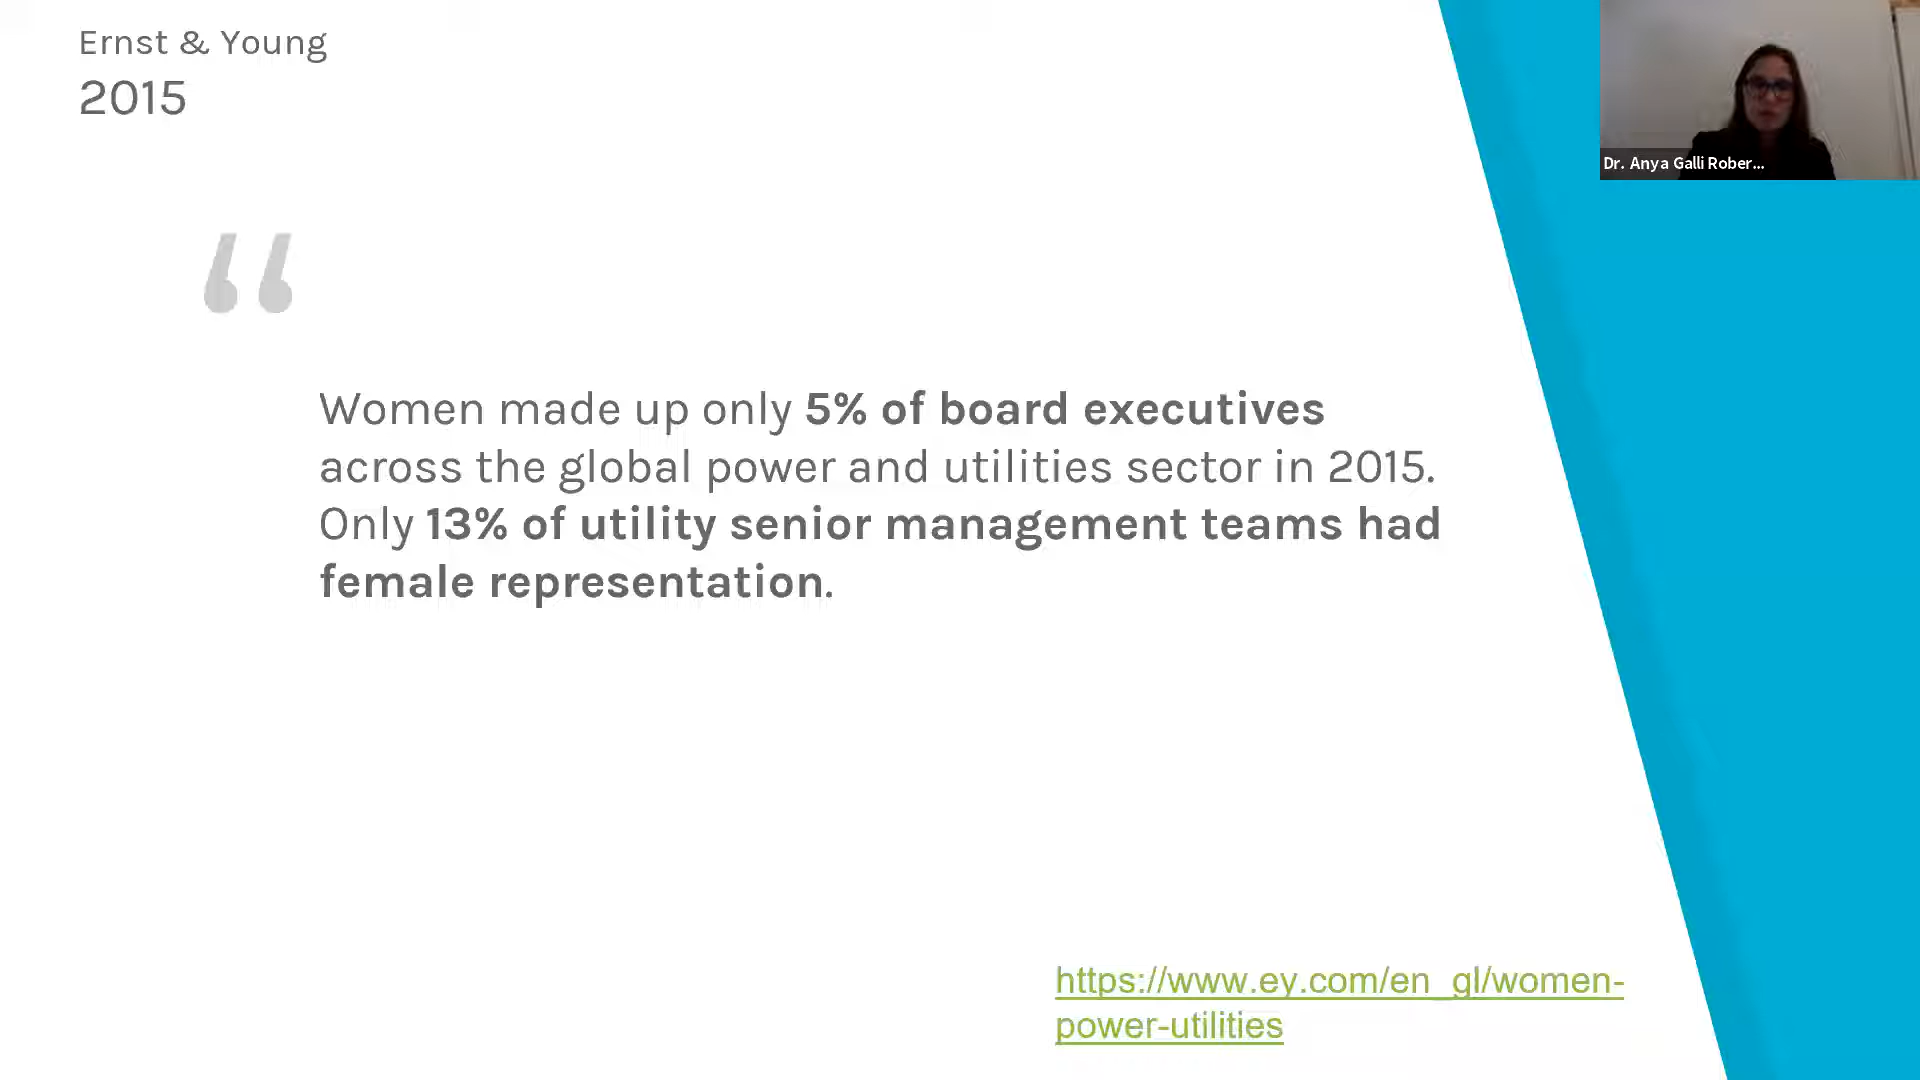 Ernst & Young
2015
Dr. Anya Galli Rober...
“
Women made up only 5% of board executives
across the global power and utilities sector in 2015.
Only 13% of utility senior management teams had
female representation.
https://www.ey.com/en_gl/women-
power-utilities